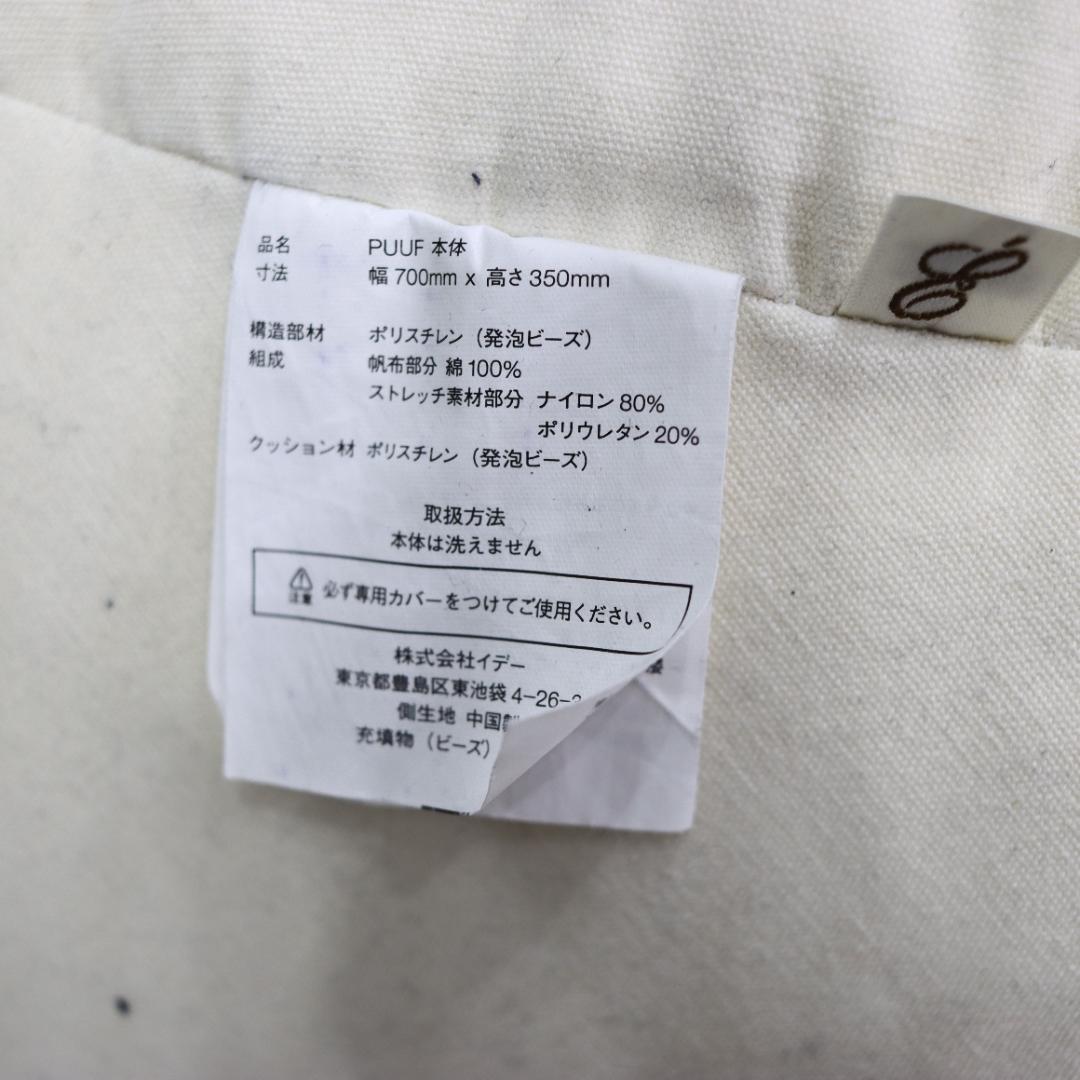 品名 PUUF 本体
寸法 幅 700mm x 高さ 350mm
構造部材 ポリスチレン（発泡ビーズ）
組成 帆布部分 綿 100%
ストレッチ素材部分 ナイロン 80%
ポリウレタン 20%
クッション材 ポリスチレン（発泡ビーズ）
取扱方法
本体は洗えません
注意 必ず専用カバーをつけてご使用ください。
株式会社イデー
東京都豊島区東池袋 4-26-
側生地 中国
充填物（ビーズ）